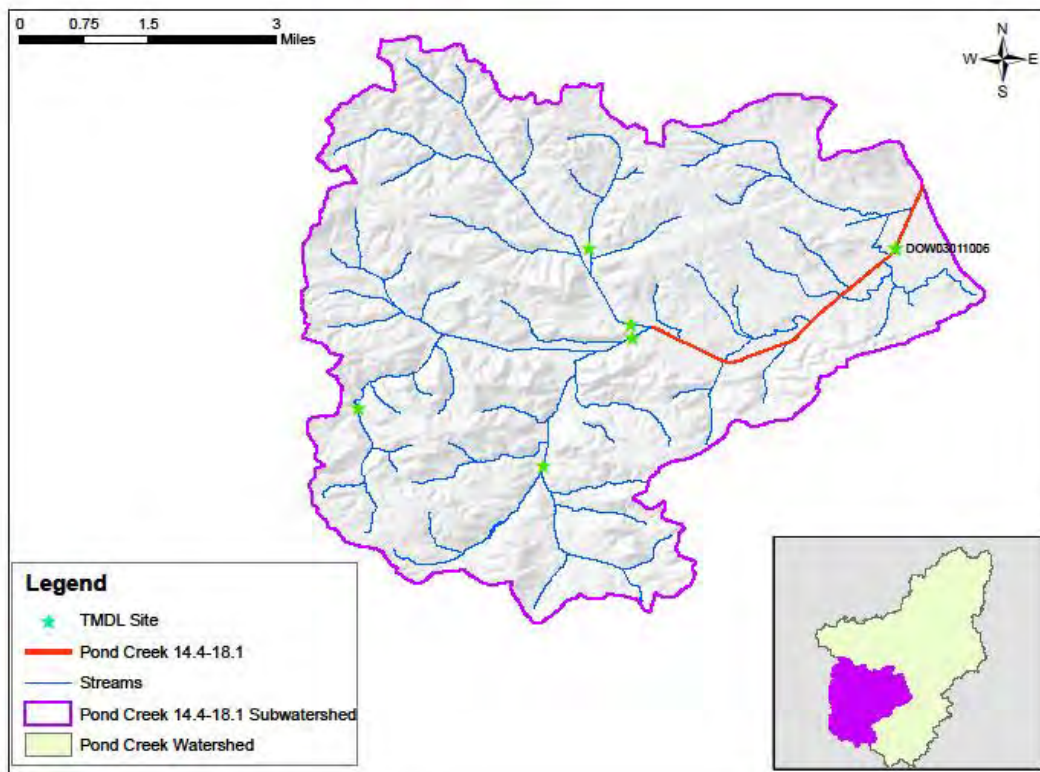 0 0.75 1.5 3
Miles
N
W E
S
DOW03011006
Legend
TMDL Site
Pond Creek 14.4-18.1
Streams
Pond Creek 14.4-18.1 Subwatershed
Pond Creek Watershed